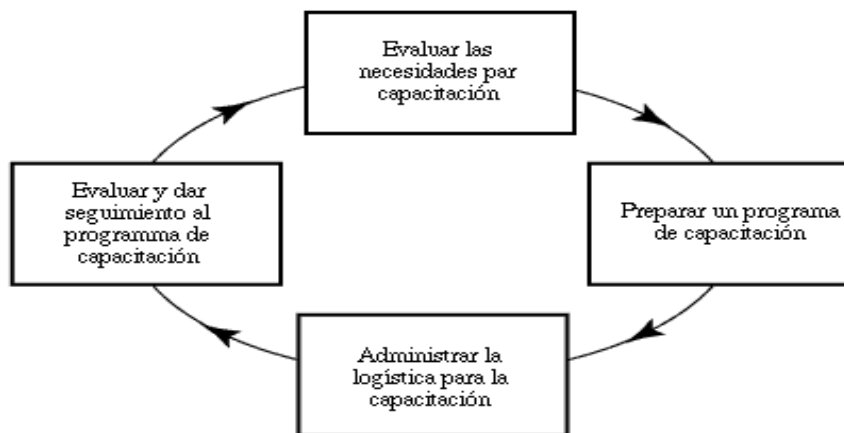 Evaluar las
necesidades par
capacitación
Preparar un programa
de capacitación
Administrar la
logística para la
capacitación
Evaluar y dar
seguimiento al
programma de
capacitación